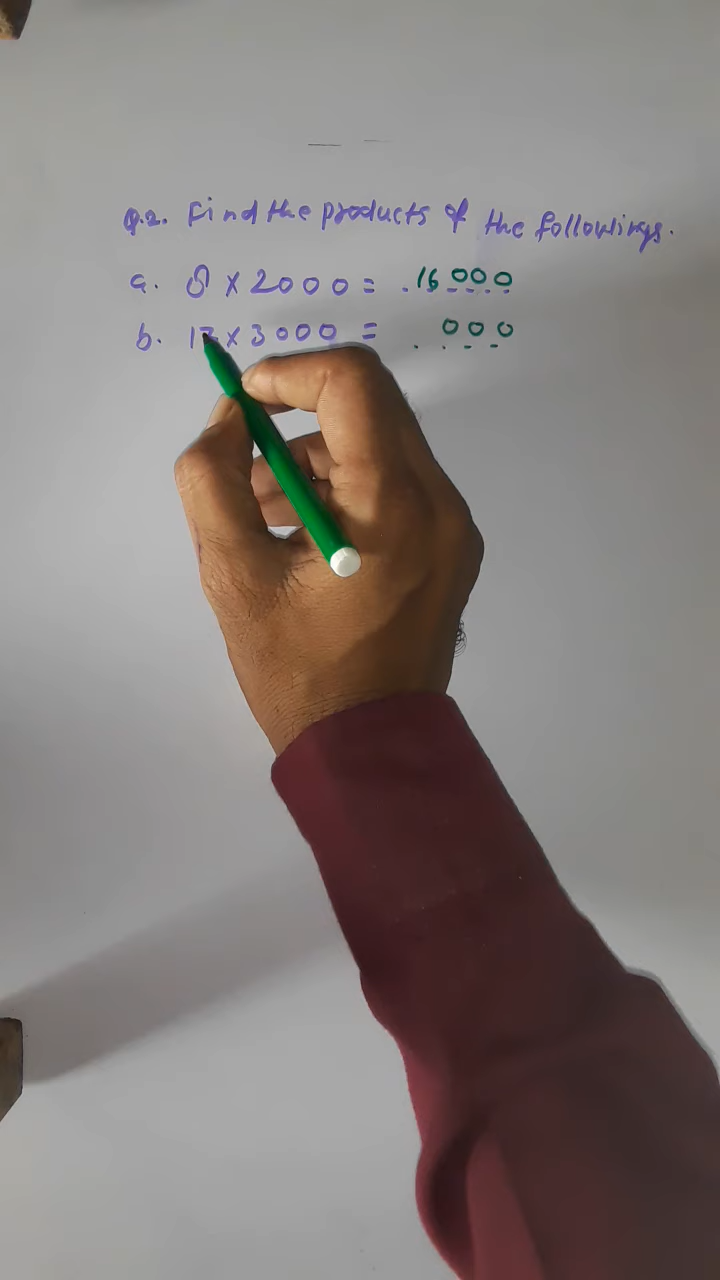 Q.2. Find the products of the followings.
a. 8 x 2000 = 16000
b. x 3000 = 000